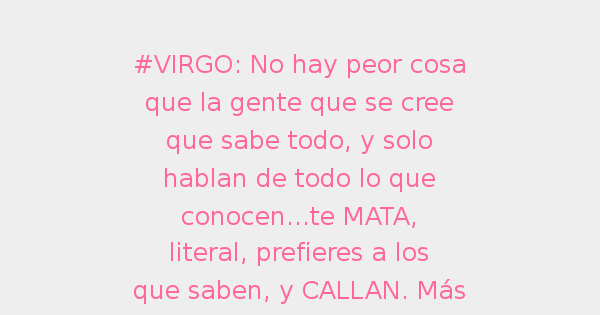 #VIRGO: No hay peor cosa
que la gente que se cree
que sabe todo, y solo
hablan de todo lo que
conocen...te MATA,
literal, prefieres a los
que saben, y CALLAN. Más